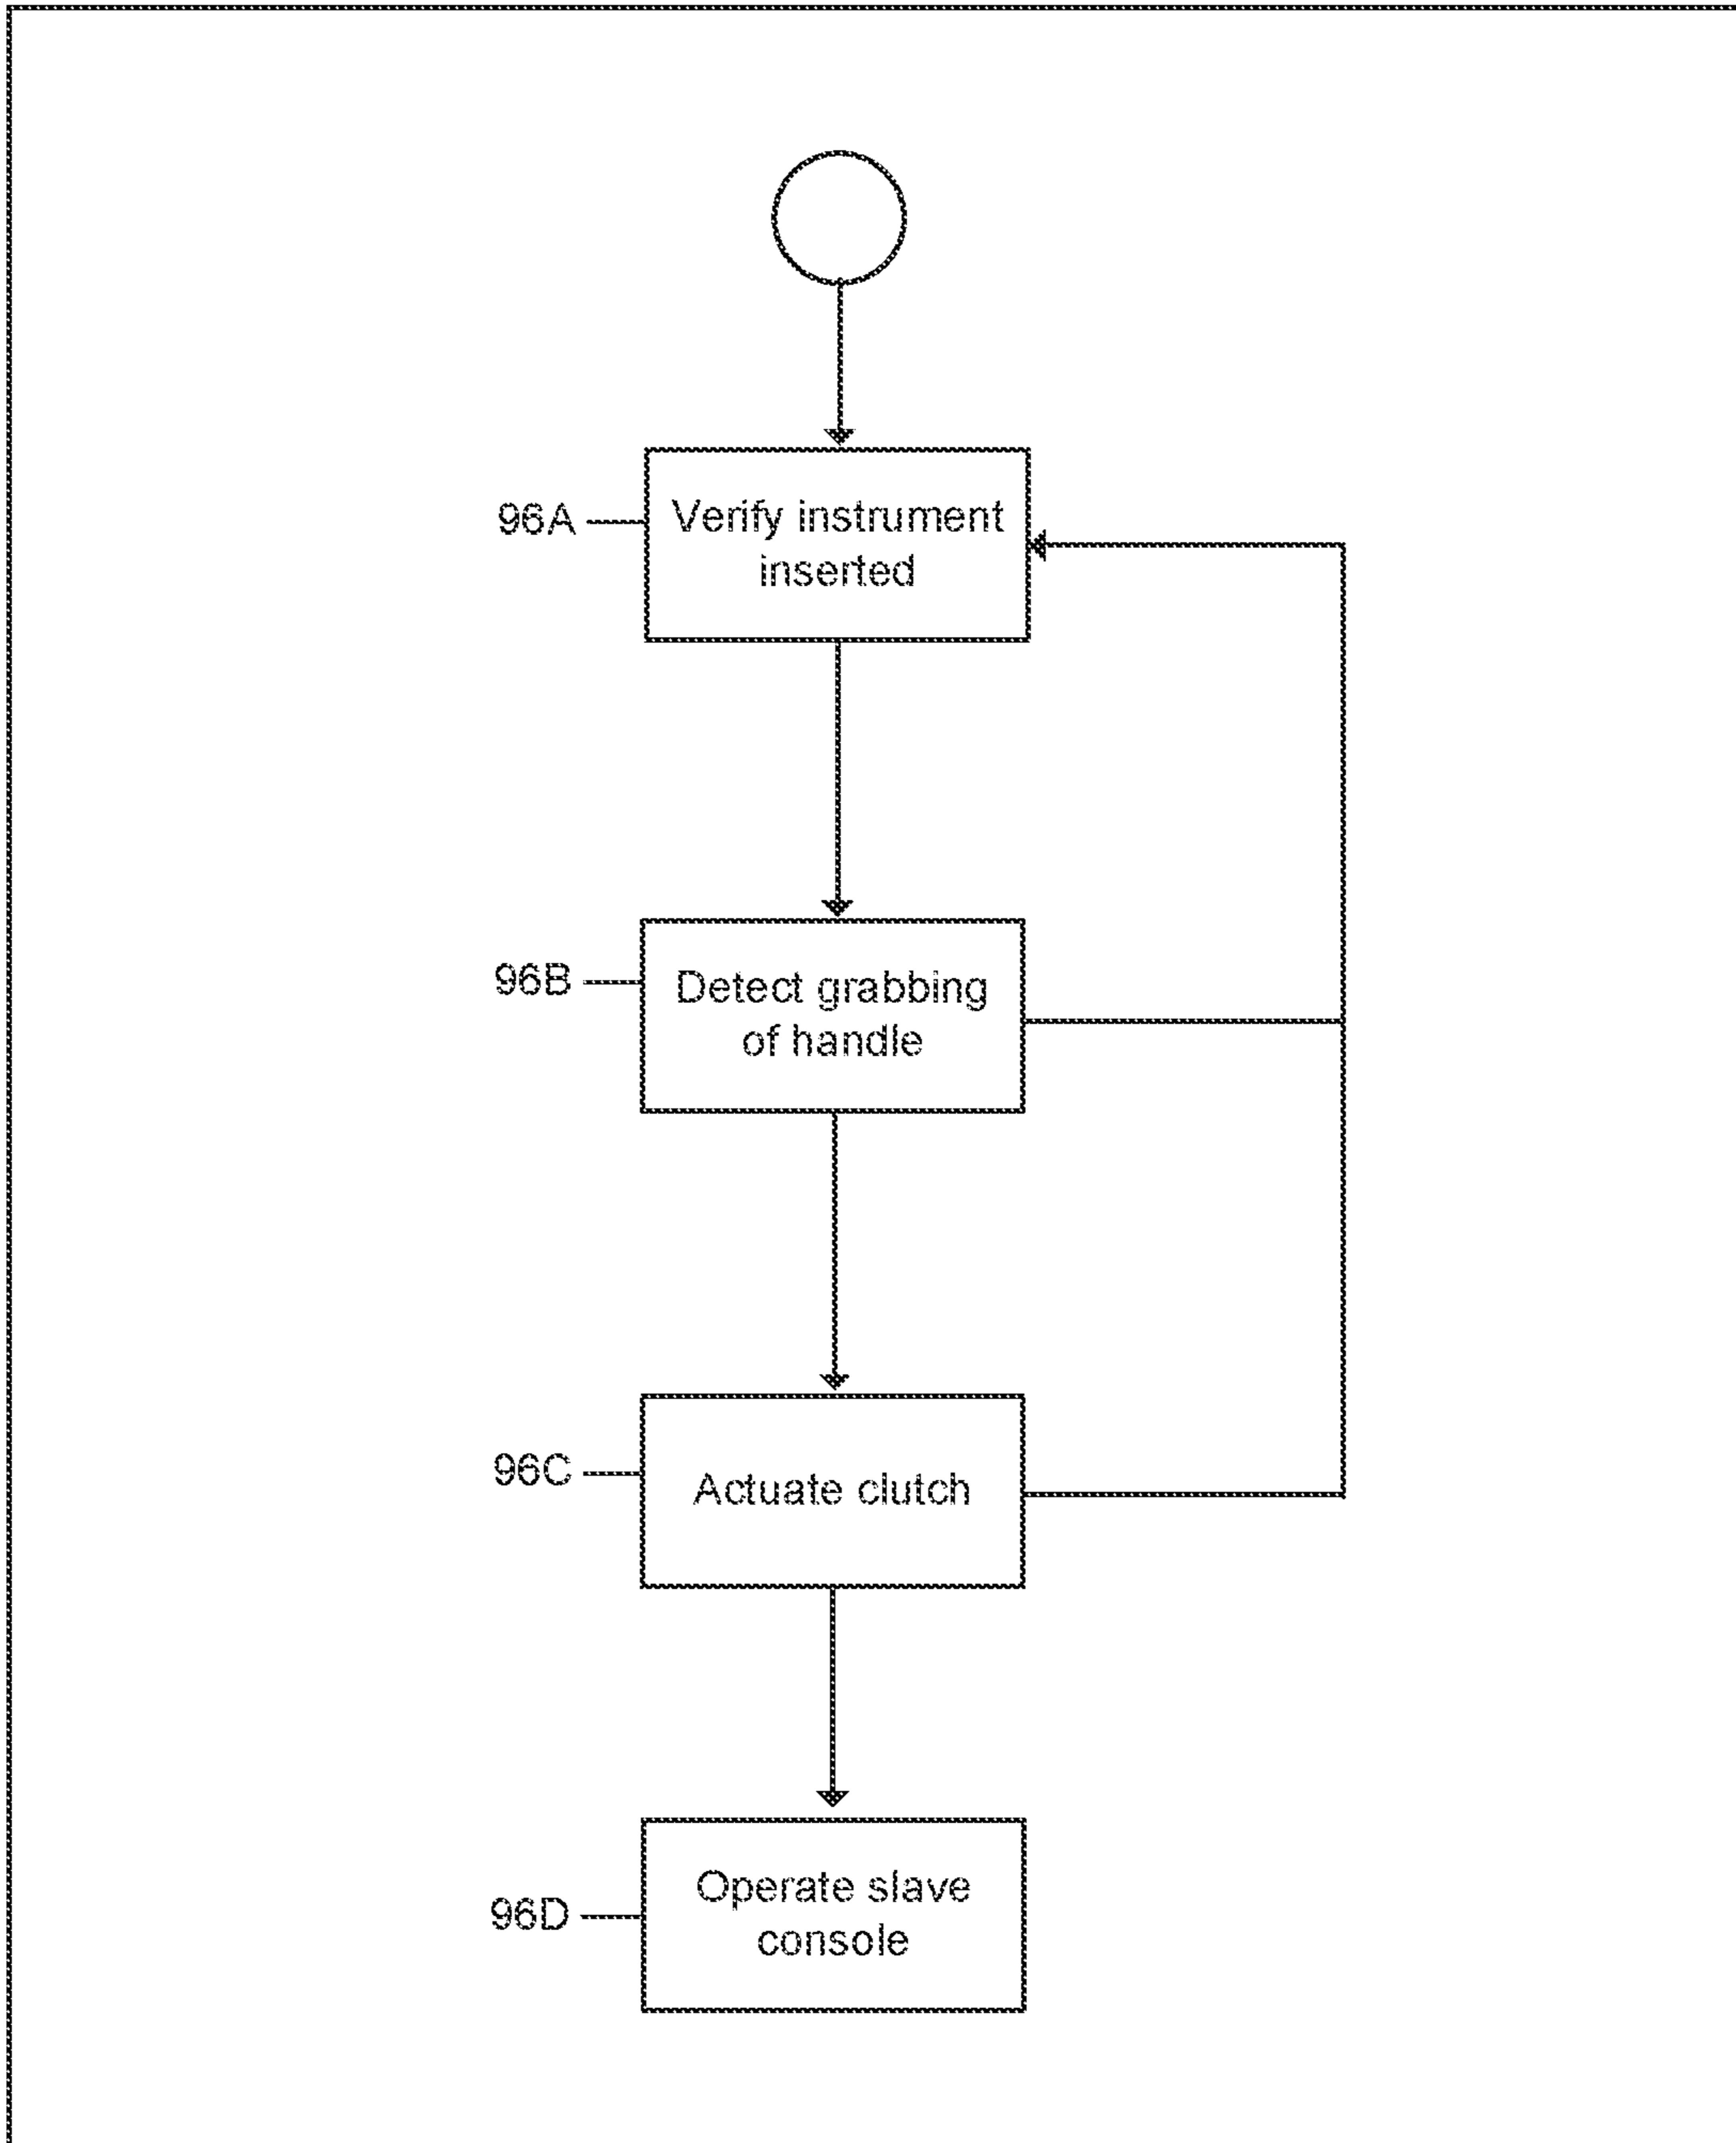 96A
Verify instrument
inserted
96B
Detect grabbing
of handle
96C
Actuate clutch
96D
Operate slave
console